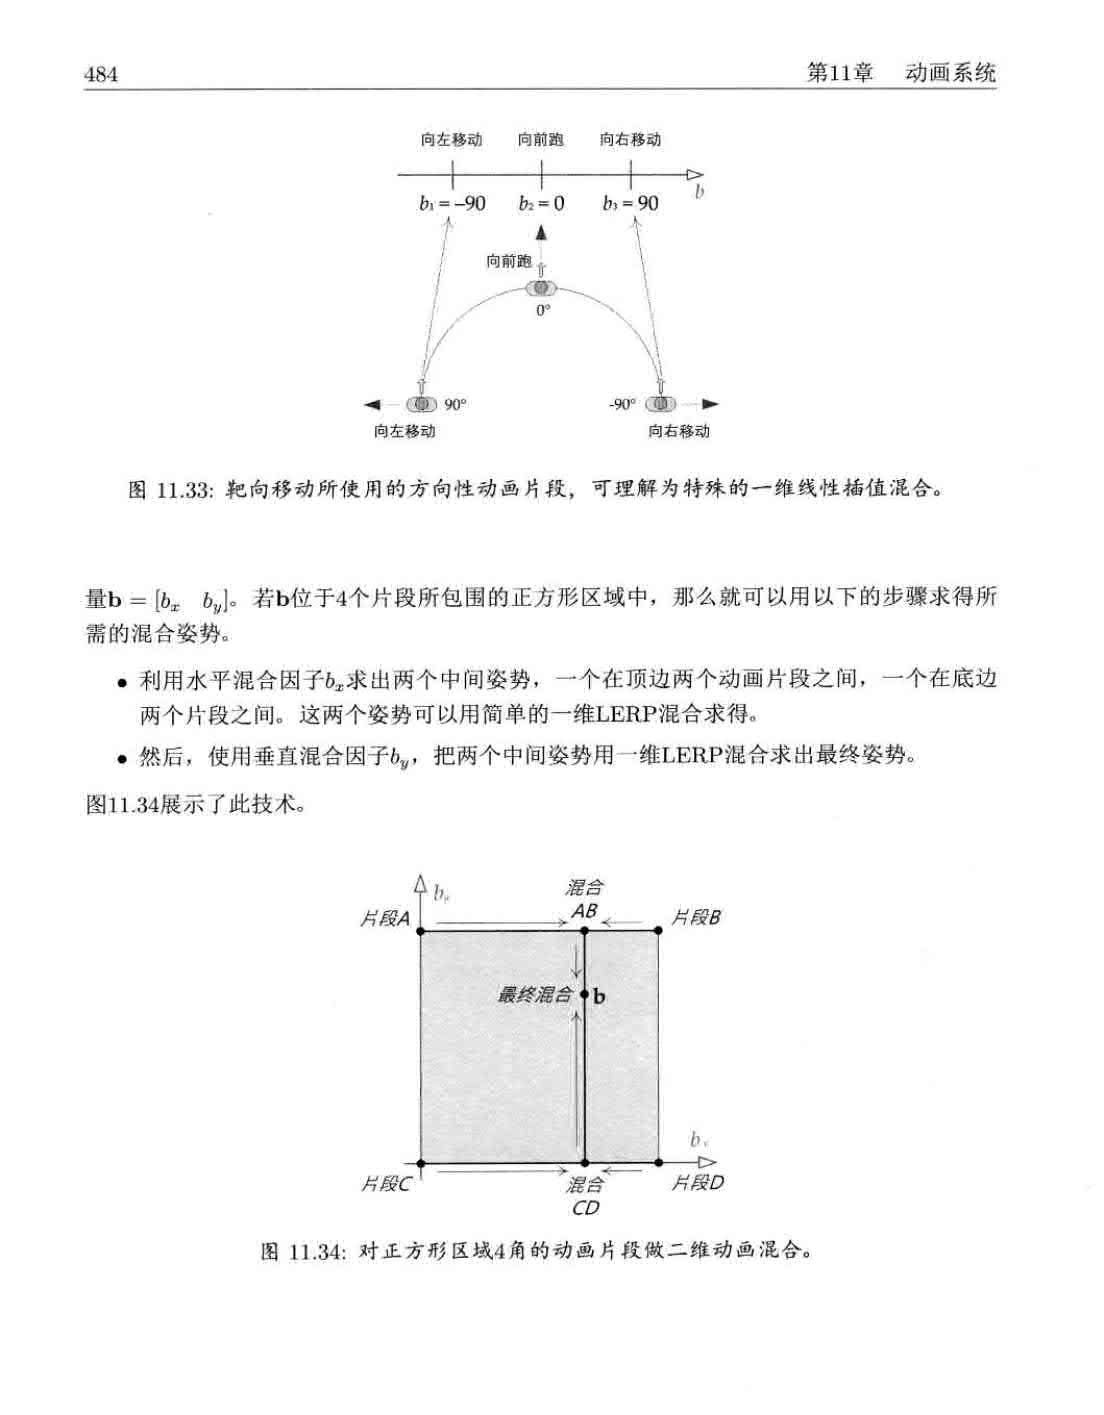 484 第11章 动画系统
向左移动 向前跑 向右移动
b
b₁ = –90 b₂ = 0 b₃ = 90
向前跑
0°
90° -90°
向左移动 向右移动
图 11.33: 靶向移动所使用的方向性动画片段，可理解为特殊的一维线性插值混合。
量b = [bₓ b_y]。若b位于4个片段所包围的正方形区域中，那么就可以用以下的步骤求得所
需的混合姿势。
• 利用水平混合因子bₓ求出两个中间姿势，一个在顶边两个动画片段之间，一个在底边
两个片段之间。这两个姿势可以用简单的一维LERP混合求得。
• 然后，使用垂直混合因子b_y，把两个中间姿势用一维LERP混合求出最终姿势。
图11.34展示了此技术。
b 混合
片段A AB 片段B
最终混合 b
b
片段C 混合 片段D
CD
图 11.34: 对正方形区域4角的动画片段做二维动画混合。